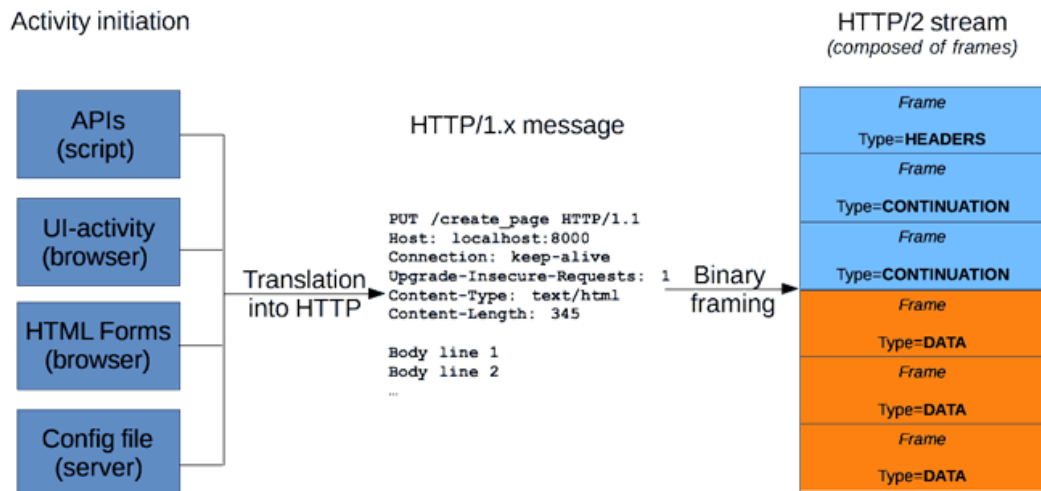 Activity initiation
APIs
(script)
UI-activity
(browser)
HTML Forms
(browser)
Config file
(server)
Translation
into HTTP
HTTP/1.x message
PUT /create_page HTTP/1.1
Host: localhost:8000
Connection: keep-alive
Upgrade-Insecure-Requests: 1
Content-Type: text/html
Content-Length: 345
Body line 1
Body line 2
…
Binary
framing
HTTP/2 stream
(composed of frames)
Frame
Type=HEADERS
Frame
Type=CONTINUATION
Frame
Type=CONTINUATION
Frame
Type=DATA
Frame
Type=DATA
Frame
Type=DATA